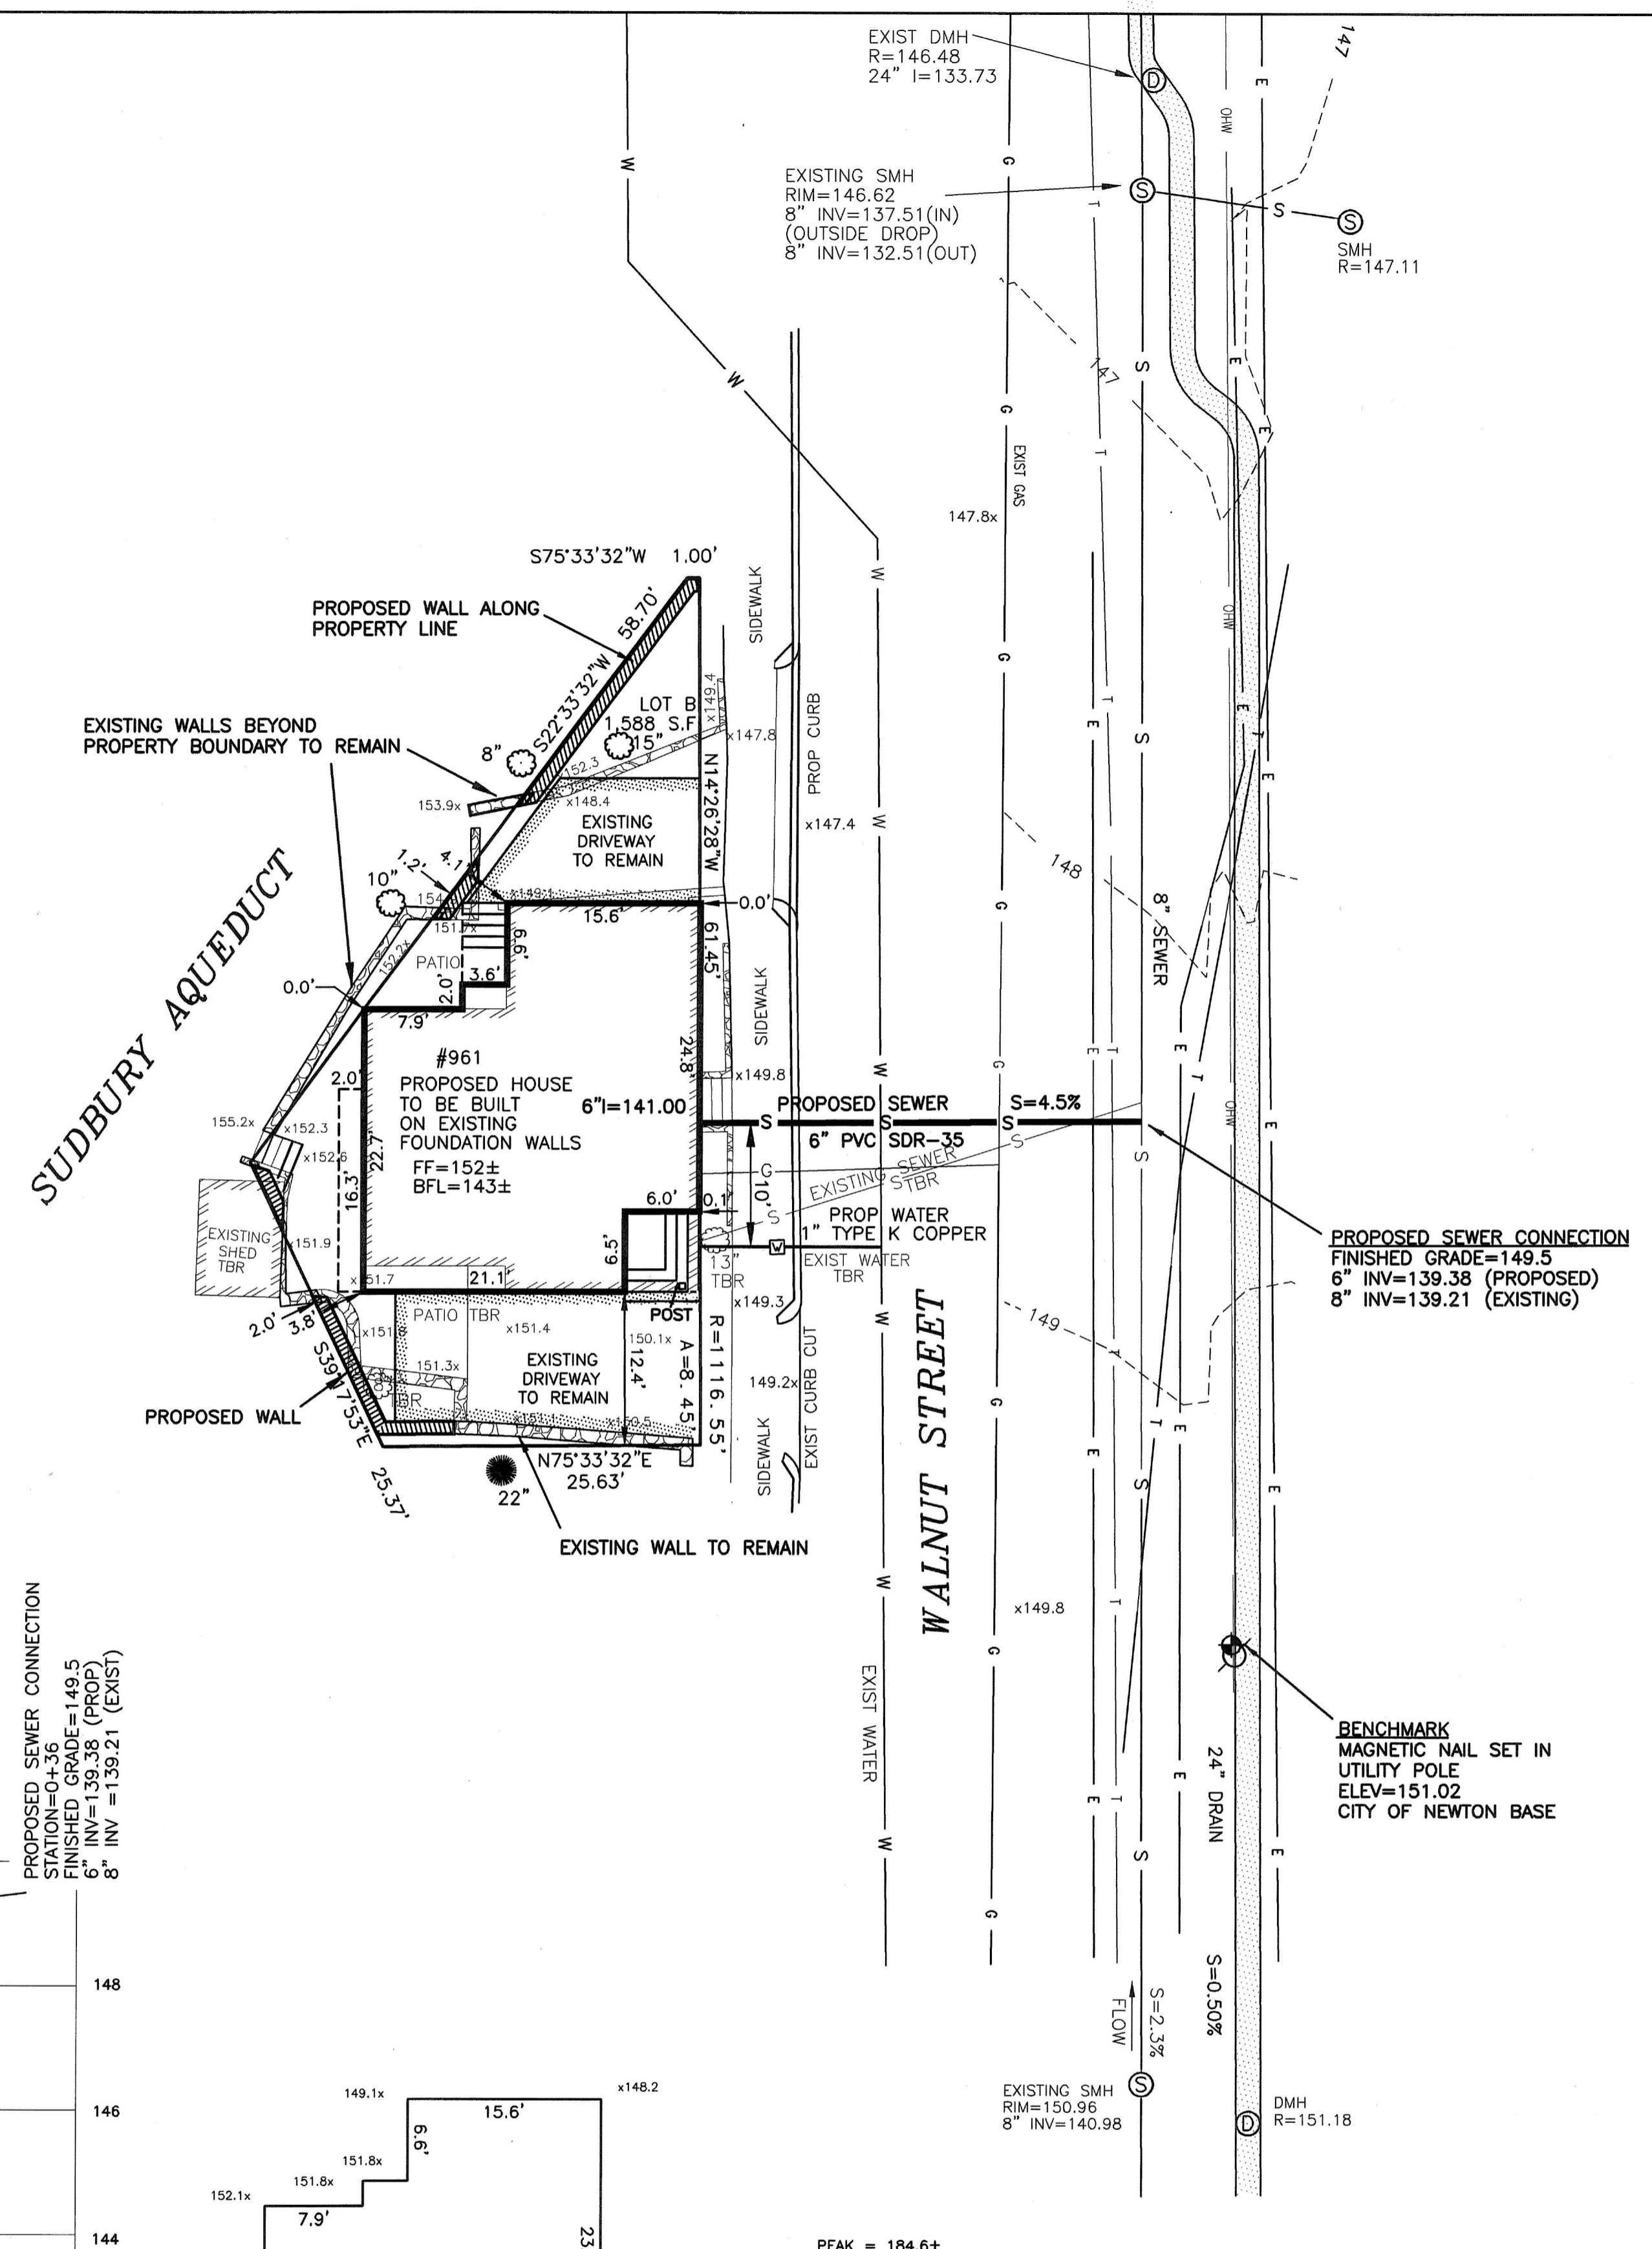 EXIST DMH
R=146.48
24" I=133.73
147
E
OHW
W
G
EXISTING SMH
RIM=146.62
8" INV=137.51(IN)
(OUTSIDE DROP)
8" INV=132.51(OUT)
D
S
S
S
SMH
R=147.11
T
W
G
147
S
E
E
T
EXIST GAS
147.8x
S75°33'32"W 1.00'
SIDEWALK
W
OHW
PROPOSED WALL ALONG
PROPERTY LINE
58.70'
S22°33'32"W
G
T
E
E
LOT B
1,588 S.F.
15"
x149.4
x147.8
EXISTING WALLS BEYOND
PROPERTY BOUNDARY TO REMAIN
8"
152.3
153.9x
x148.4
EXISTING
DRIVEWAY
TO REMAIN
N14°26'28"W
61.45'
PROP CURB
x147.4
W
S
T
E
148
1.2'
4.1'
10"
x149.1
15.6'
0.0'
8" SEWER
G
SUDBURY AQUEDUCT
151.7x
152.2x
PATIO
6.6'
3.6'
2.0'
7.9'
0.0'
SIDEWALK
24.8'
#961
PROPOSED HOUSE
TO BE BUILT
ON EXISTING
FOUNDATION WALLS
FF=152±
BFL=143±
6"I=141.00
2.0'
22.7'
16.3'
x149.8
PROPOSED SEWER S=4.5%
S
S
S
6" PVC SDR-35
G
W
E
T
OHW
E
T
E
155.2x
x152.3
x152.6
EXISTING SEWER
TBR
S
S
G
10'
6.0'
0.1'
6.5'
PROP WATER
1" TYPE K COPPER
W
EXIST WATER
TBR
13"
TBR
EXISTING
SHED
TBR
x151.9
x151.7
21.1'
POST
x149.3
PROPOSED SEWER CONNECTION
FINISHED GRADE=149.5
6" INV=139.38 (PROPOSED)
8" INV=139.21 (EXISTING)
2.0'
3.8'
PATIO TBR
x151.4
150.1x
151.3x
EXISTING
DRIVEWAY
TO REMAIN
12.4'
R=1116.55'
A=8.45'
149.2x
EXIST CURB CUT
SIDEWALK
149
TBR
PROPOSED WALL
S39°17'53"E
25.37'
N75°33'32"E
25.63'
22"
EXISTING WALL TO REMAIN
WALNUT STREET
W
G
E
T
S
T
E
E
x149.8
EXIST WATER
BENCHMARK
MAGNETIC NAIL SET IN
UTILITY POLE
ELEV=151.02
CITY OF NEWTON BASE
24" DRAIN
PROPOSED SEWER CONNECTION
STATION=0+36
FINISHED GRADE=149.5
6" INV=139.38 (PROP)
8" INV =139.21 (EXIST)
W
G
E
T
S
E
E
S=0.50%
S=2.3%
FLOW
148
146
144
EXISTING SMH
RIM=150.96
8" INV=140.98
S
D
DMH
R=151.18
149.1x
x148.2
15.6'
6.6'
151.8x
151.8x
152.1x
7.9'
23
PEAK = 184.6±